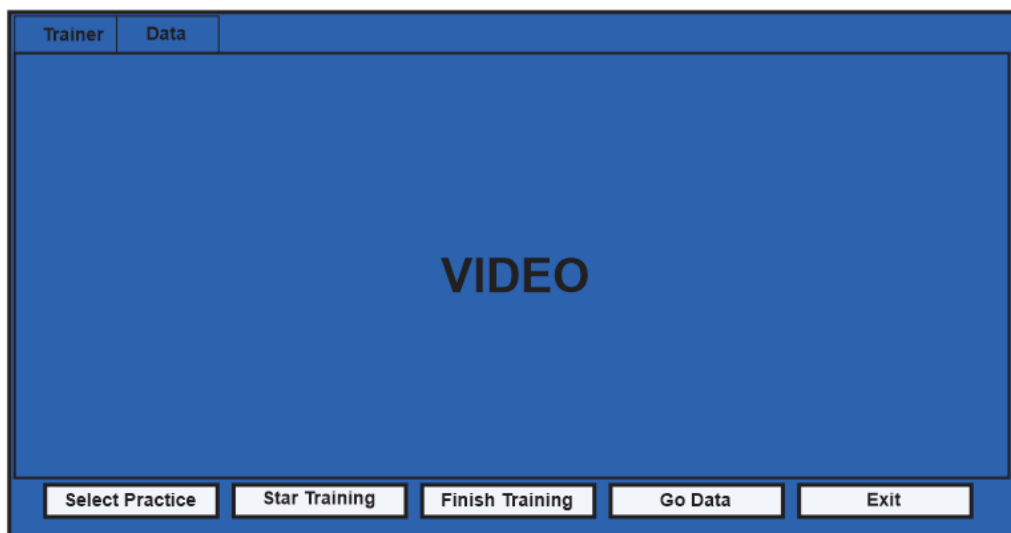 Trainer Data
VIDEO
Select Practice Star Training Finish Training Go Data Exit